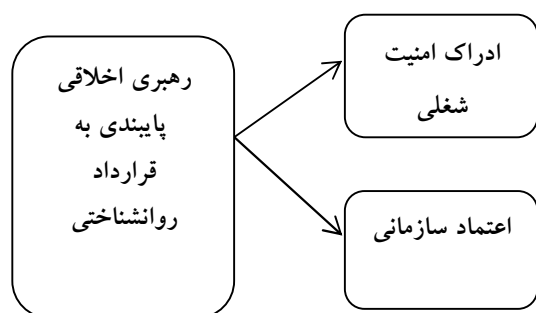 رهبری اخلاقی
پایبندی به
قرارداد
روانشناختی
ادراک امنیت
شغلی
اعتماد سازمانی